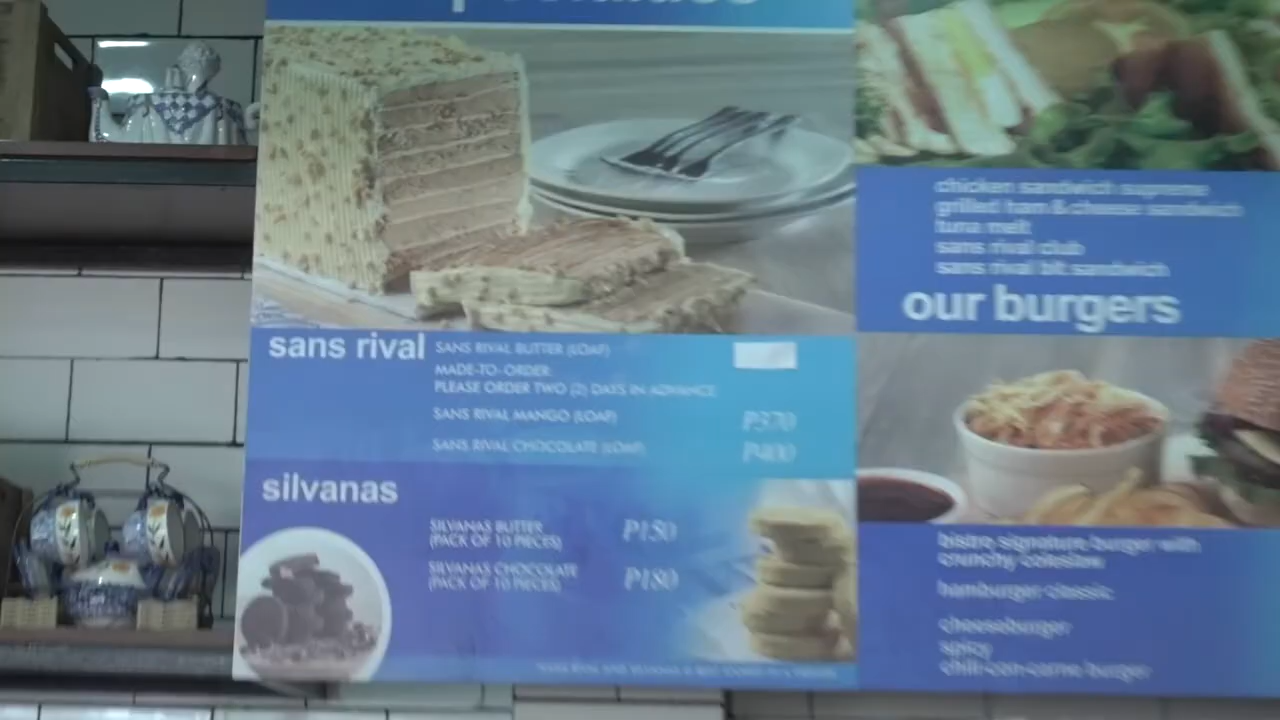 sans rival
SANS RIVAL BUTTER (LOAF)
MADE-TO-ORDER:
PLEASE ORDER TWO (2) DAYS IN ADVANCE
SANS RIVAL MANGO (LOAF) P370
SANS RIVAL CHOCOLATE (LOAF) P400
silvanas
SILVANAS BUTTER
(PACK OF 10 PIECES) P150
SILVANAS CHOCOLATE
(PACK OF 10 PIECES) P180
chicken sandwich supreme
grilled ham & cheese sandwich
tuna melt
sans rival club
sans rival blt sandwich
our burgers
bistro signature burger with
crunchy coleslaw
hamburger classic
cheeseburger
spicy
chili-con-carne burger